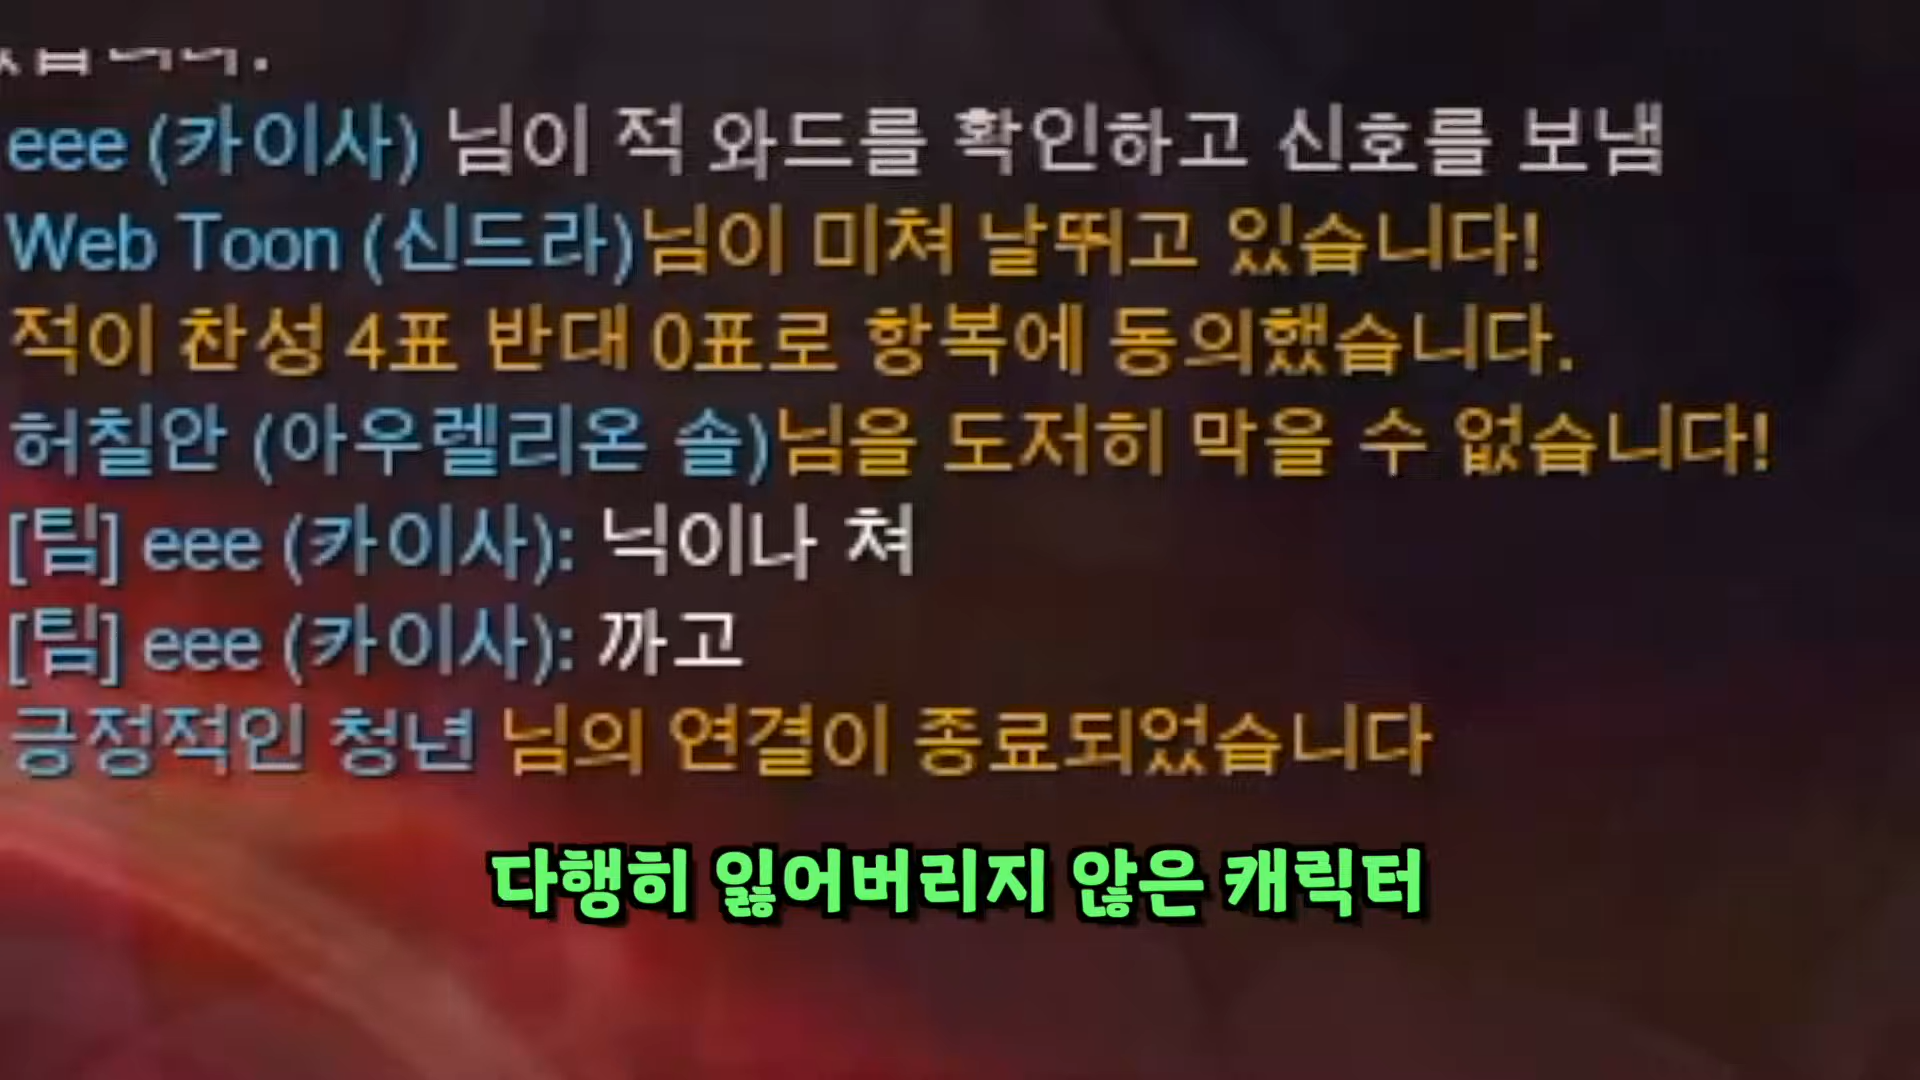 eee (카이사) 님이 적 와드를 확인하고 신호를 보냄
Web Toon (신드라)님이 미쳐 날뛰고 있습니다!
적이 찬성 4표 반대 0표로 항복에 동의했습니다.
허칠안 (아우렐리온 솔)님을 도저히 막을 수 없습니다!
[팀] eee (카이사): 닉이나 쳐
[팀] eee (카이사): 까고
긍정적인 청년 님의 연결이 종료되었습니다
다행히 잃어버리지 않은 캐릭터